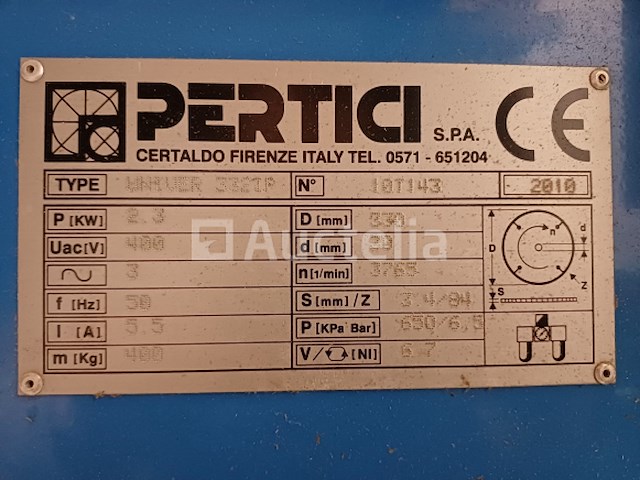 PERTICI S.P.A. CE
CERTALDO FIRENZE ITALY TEL. 0571 - 651204
TYPE UNIVER 332TP N° 10T143 2010
P [KW] 2.3 D [mm] 330
Uac [V] 400 d [mm]
3 n [1/min] 3765
f [Hz] 50 S [mm] / Z 3.4/84
I [A] 5.5 P [KPa Bar] 650/6,5
m [Kg] 400 V/ [Nl] 6.7
D n d
S Z
Auctelia